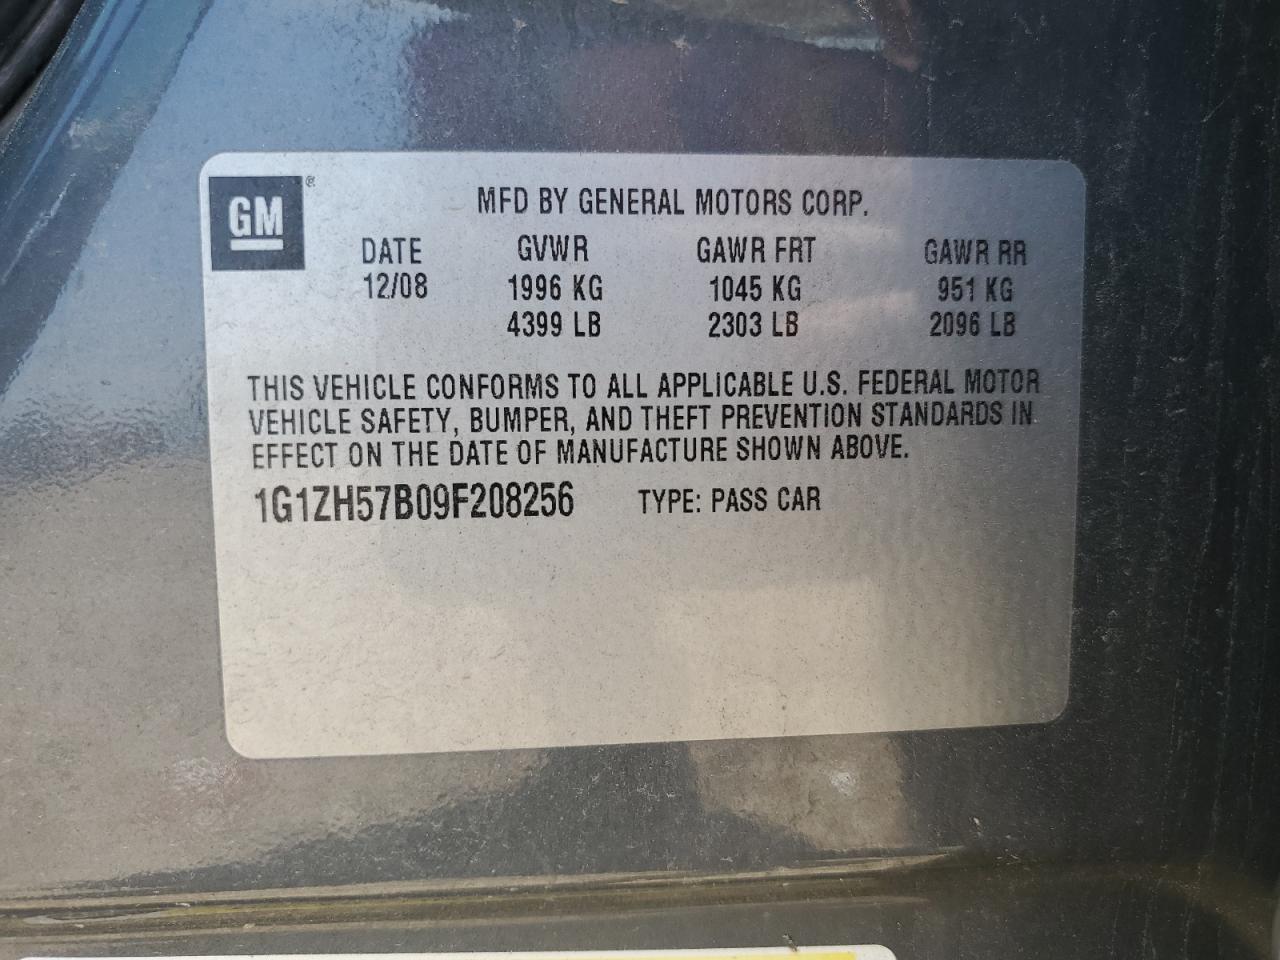 GM ®
MFD BY GENERAL MOTORS CORP.
DATE GVWR GAWR FRT GAWR RR
12/08 1996 KG 1045 KG 951 KG
4399 LB 2303 LB 2096 LB
THIS VEHICLE CONFORMS TO ALL APPLICABLE U.S. FEDERAL MOTOR
VEHICLE SAFETY, BUMPER, AND THEFT PREVENTION STANDARDS IN
EFFECT ON THE DATE OF MANUFACTURE SHOWN ABOVE.
1G1ZH57B09F208256 TYPE: PASS CAR